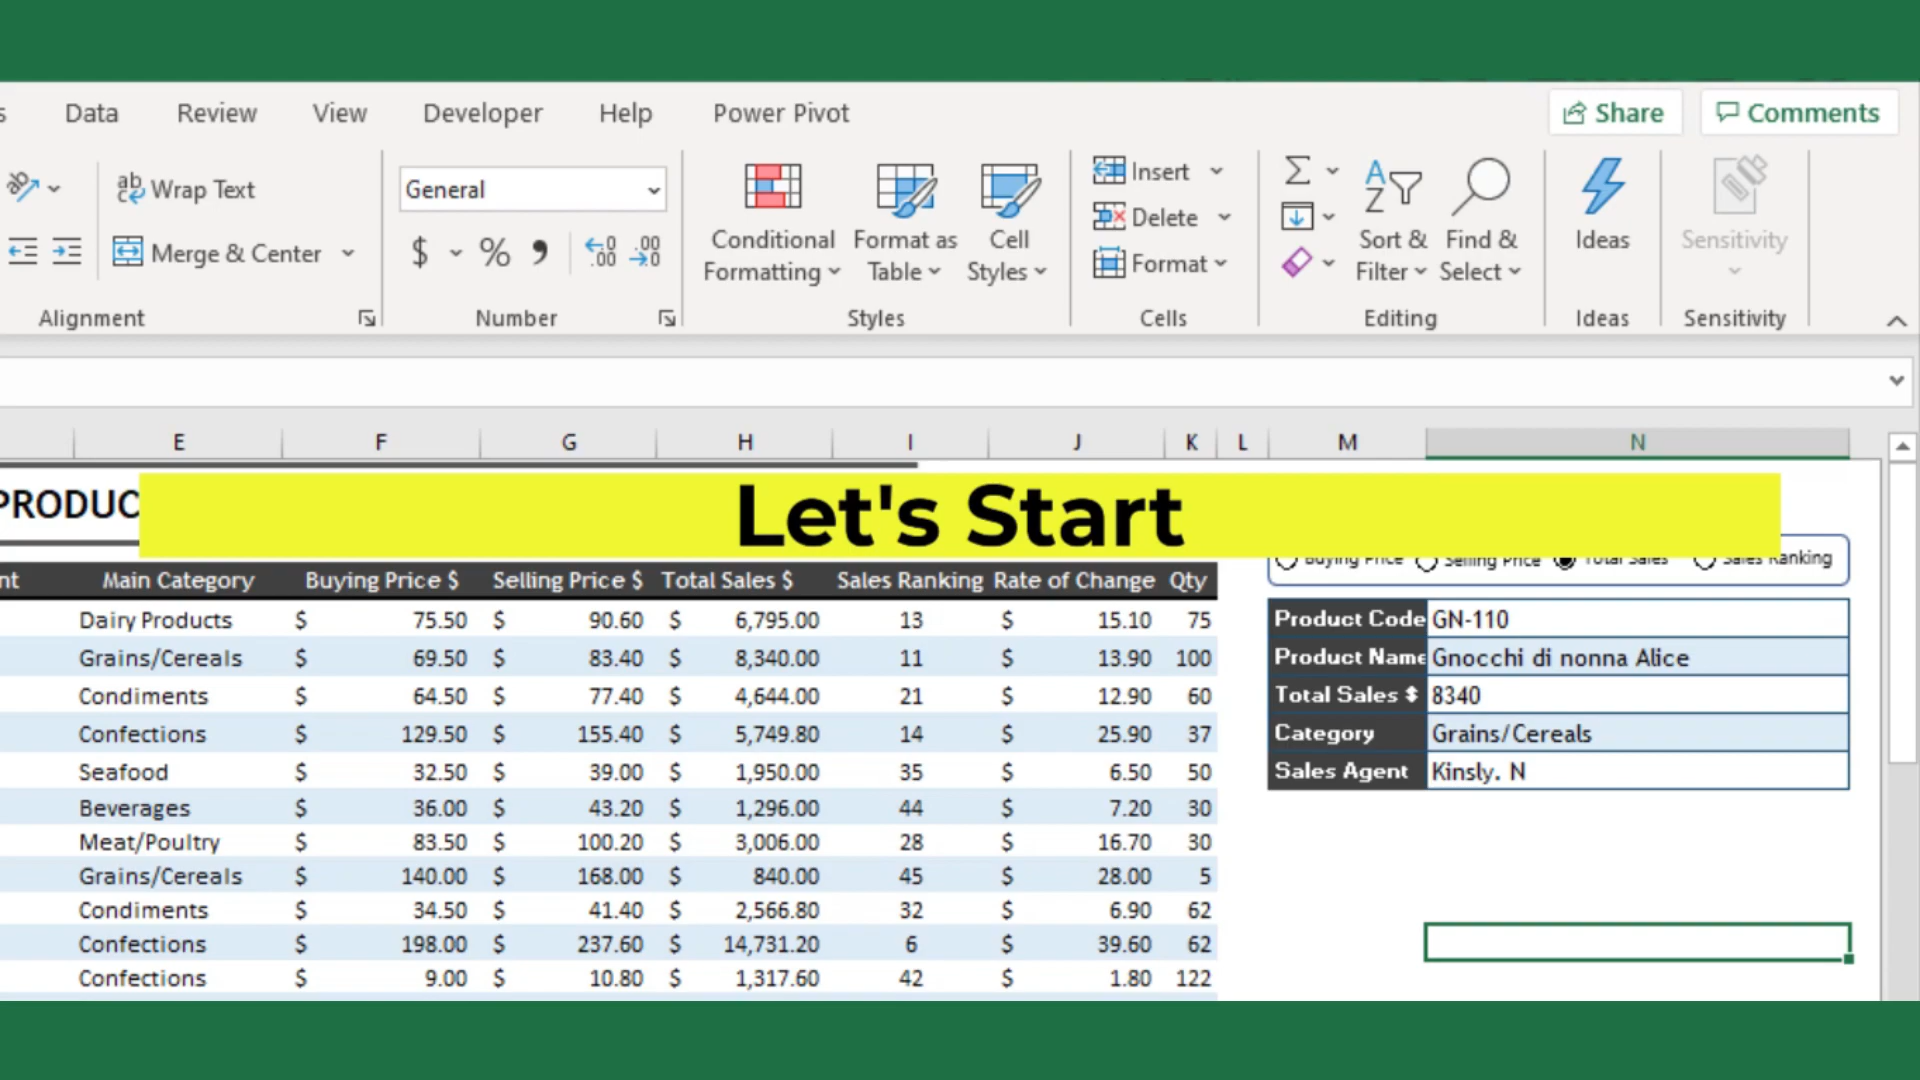 Data Review View Developer Help Power Pivot Share Comments
Wrap Text General Insert
Delete
Merge & Center $ % , Conditional Formatting Format as Table Cell Styles Format Sort & Filter Find & Select Ideas Sensitivity
Alignment Number Styles Cells Editing Ideas Sensitivity
E F G H I J K L M N
PRODUC
Let's Start
Buying Price Selling Price Total Sales Sales Ranking
nt Main Category Buying Price $ Selling Price $ Total Sales $ Sales Ranking Rate of Change Qty
Dairy Products $ 75.50 $ 90.60 $ 6,795.00 13 $ 15.10 75
Grains/Cereals $ 69.50 $ 83.40 $ 8,340.00 11 $ 13.90 100
Condiments $ 64.50 $ 77.40 $ 4,644.00 21 $ 12.90 60
Confections $ 129.50 $ 155.40 $ 5,749.80 14 $ 25.90 37
Seafood $ 32.50 $ 39.00 $ 1,950.00 35 $ 6.50 50
Beverages $ 36.00 $ 43.20 $ 1,296.00 44 $ 7.20 30
Meat/Poultry $ 83.50 $ 100.20 $ 3,006.00 28 $ 16.70 30
Grains/Cereals $ 140.00 $ 168.00 $ 840.00 45 $ 28.00 5
Condiments $ 34.50 $ 41.40 $ 2,566.80 32 $ 6.90 62
Confections $ 198.00 $ 237.60 $ 14,731.20 6 $ 39.60 62
Confections $ 9.00 $ 10.80 $ 1,317.60 42 $ 1.80 122
Product Code GN-110
Product Name Gnocchi di nonna Alice
Total Sales $ 8340
Category Grains/Cereals
Sales Agent Kinsly. N